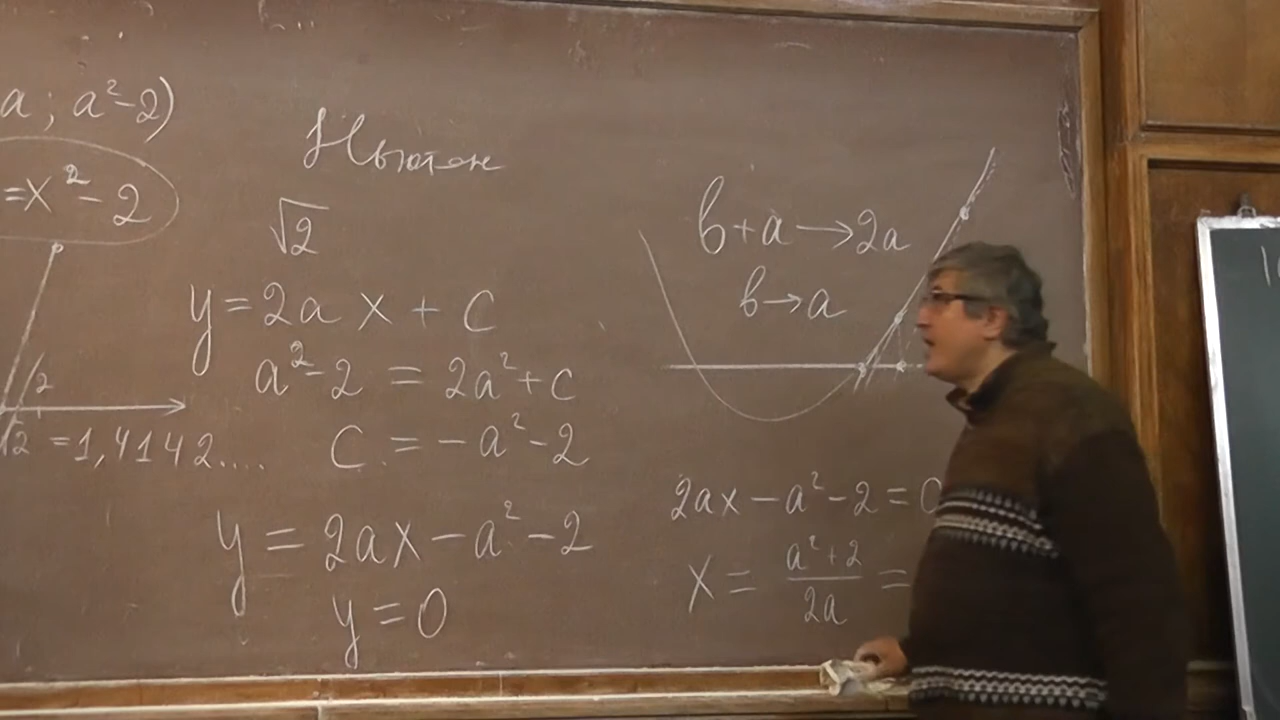 a; a²-2)
=x²-2
√2
√2 =1,4142....
Ньютон
√2
y=2a x + c
a²-2 = 2a²+c
c = -a²-2
y = 2ax-a²-2
y=0
b+a→2a
b→a
2ax-a²-2=0
x = (a²+2)/2a =